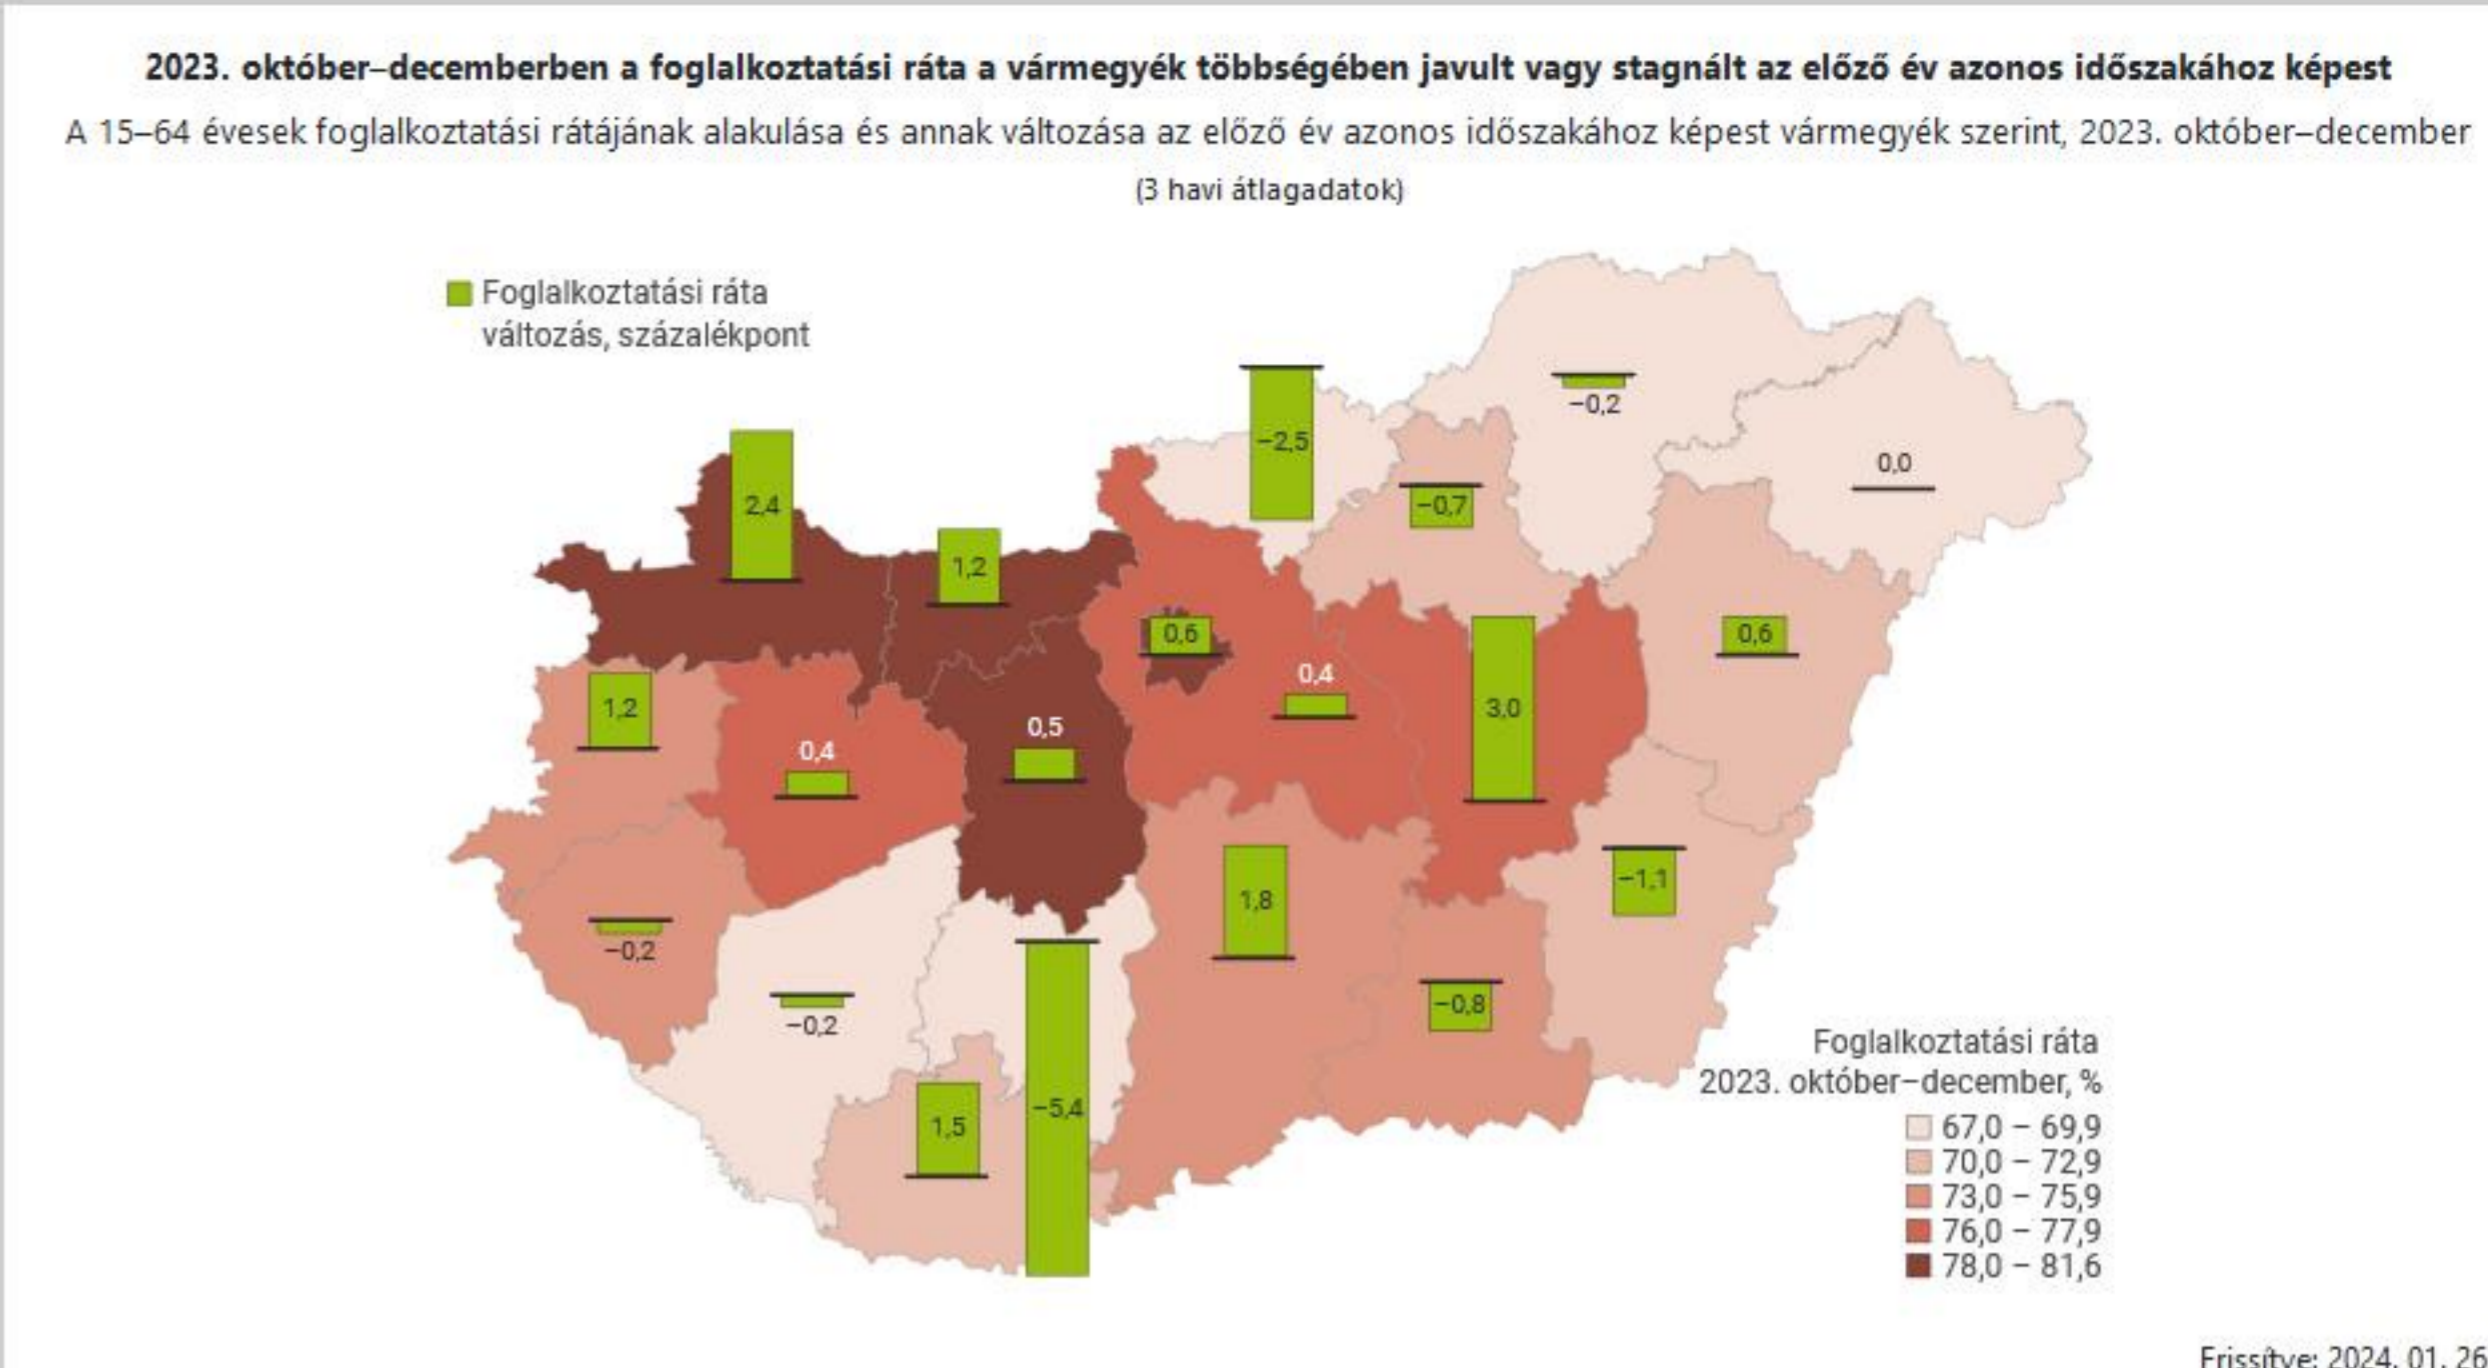 2023. október–decemberben a foglalkoztatási ráta a vármegyék többségében javult vagy stagnált az előző év azonos időszakához képest
A 15–64 évesek foglalkoztatási rátájának alakulása és annak változása az előző év azonos időszakához képest vármegyék szerint, 2023. október–december
(3 havi átlagadatok)
Foglalkoztatási ráta
változás, százalékpont
−2,5
−0,2
0,0
2,4
−0,7
1,2
0,6
0,6
0,4
1,2
3,0
0,5
0,4
−1,1
1,8
−0,2
−0,8
−0,2
−5,4
1,5
Foglalkoztatási ráta
2023. október–december, %
67,0 – 69,9
70,0 – 72,9
73,0 – 75,9
76,0 – 77,9
78,0 – 81,6
Frissítve: 2024. 01. 26